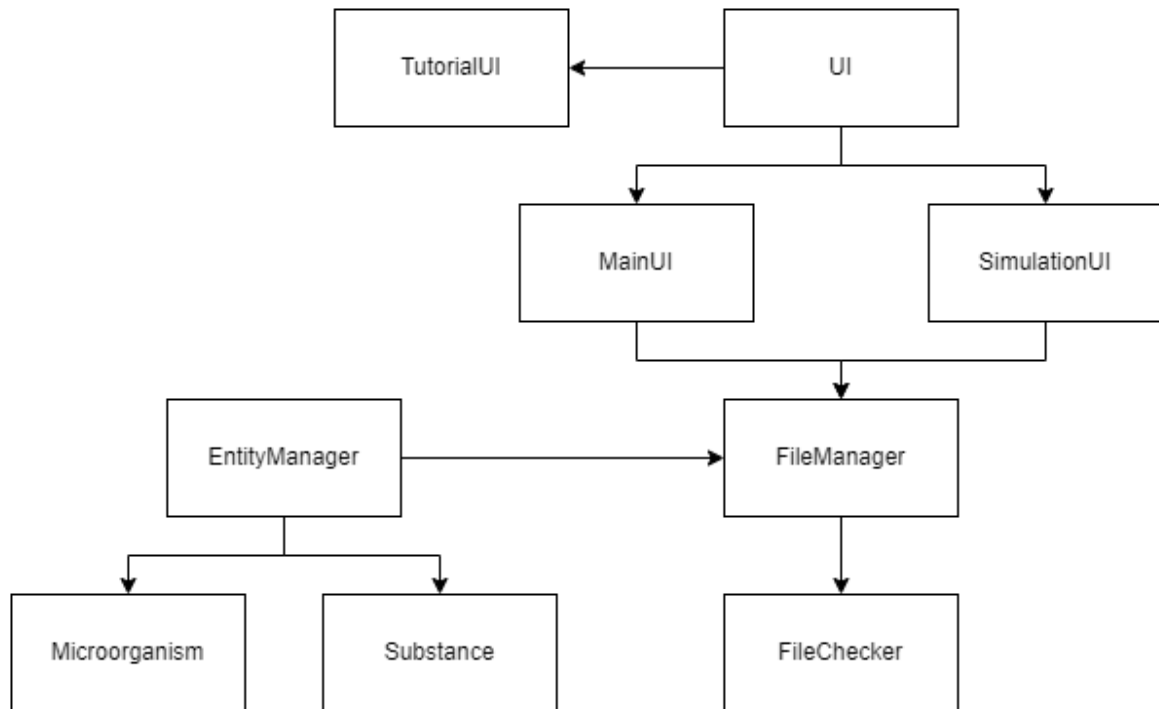 TutorialUI
UI
MainUI
SimulationUI
EntityManager
FileManager
Microorganism
Substance
FileChecker